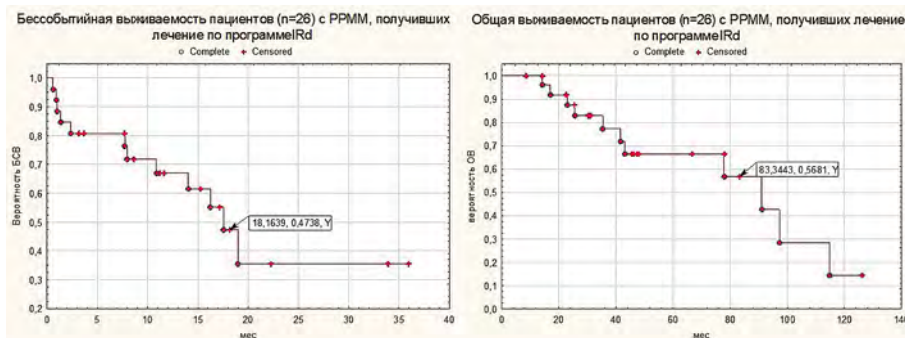 Бессобытийная выживаемость пациентов (n=26) с РРММ, получивших
лечение по программеIRd
Complete Censored
1,0
0,9
0,8
0,7
0,6
0,5
0,4
0,3
0,2
Вероятность БСВ
18,1639, 0,4738, Y
0 5 10 15 20 25 30 35 40
мес
Общая выживаемость пациентов (n=26) с РРММ, получивших лечение
по программеIRd
Complete Censored
1,0
0,9
0,8
0,7
0,6
0,5
0,4
0,3
0,2
0,1
0,0
вероятность ОВ
83,3443, 0,5681, Y
0 20 40 60 80 100 120 140
мес